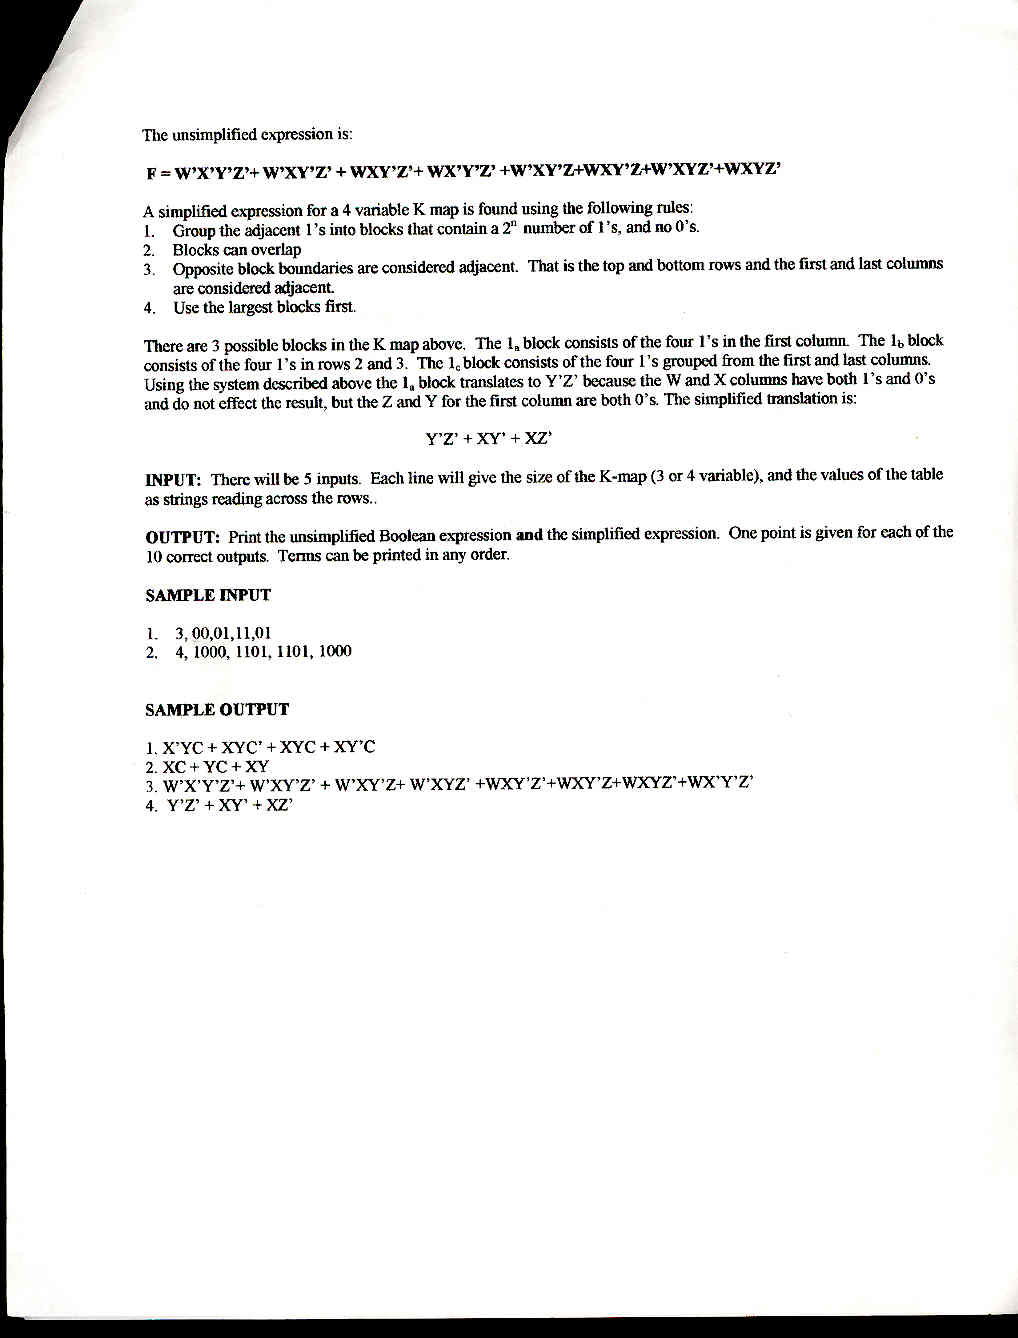 The unsimplified expression is:
F = W'X'Y'Z'+ W'XY'Z' + WXY'Z'+ WX'Y'Z' +W'XY'Z+WXY'Z+W'XYZ'+WXYZ'
A simplified expression for a 4 variable K map is found using the following rules:
1. Group the adjacent 1's into blocks that contain a 2ⁿ number of 1's, and no 0's.
2. Blocks can overlap
3. Opposite block boundaries are considered adjacent. That is the top and bottom rows and the first and last columns
are considered adjacent.
4. Use the largest blocks first.
There are 3 possible blocks in the K map above. The 1ₐ block consists of the four 1's in the first column. The 1b block
consists of the four 1's in rows 2 and 3. The 1c block consists of the four 1's grouped from the first and last columns.
Using the system described above the 1ₐ block translates to Y'Z' because the W and X columns have both 1's and 0's
and do not effect the result, but the Z and Y for the first column are both 0's. The simplified translation is:
Y'Z' + XY' + XZ'
INPUT: There will be 5 inputs. Each line will give the size of the K-map (3 or 4 variable), and the values of the table
as strings reading across the rows..
OUTPUT: Print the unsimplified Boolean expression and the simplified expression. One point is given for each of the
10 correct outputs. Terms can be printed in any order.
SAMPLE INPUT
1. 3, 00,01,11,01
2. 4, 1000, 1101, 1101, 1000
SAMPLE OUTPUT
1. X'YC + XYC' + XYC + XY'C
2. XC + YC + XY
3. W'X'Y'Z'+ W'XY'Z' + W'XY'Z+ W'XYZ' +WXY'Z'+WXY'Z+WXYZ'+WX'Y'Z'
4. Y'Z' + XY' + XZ'